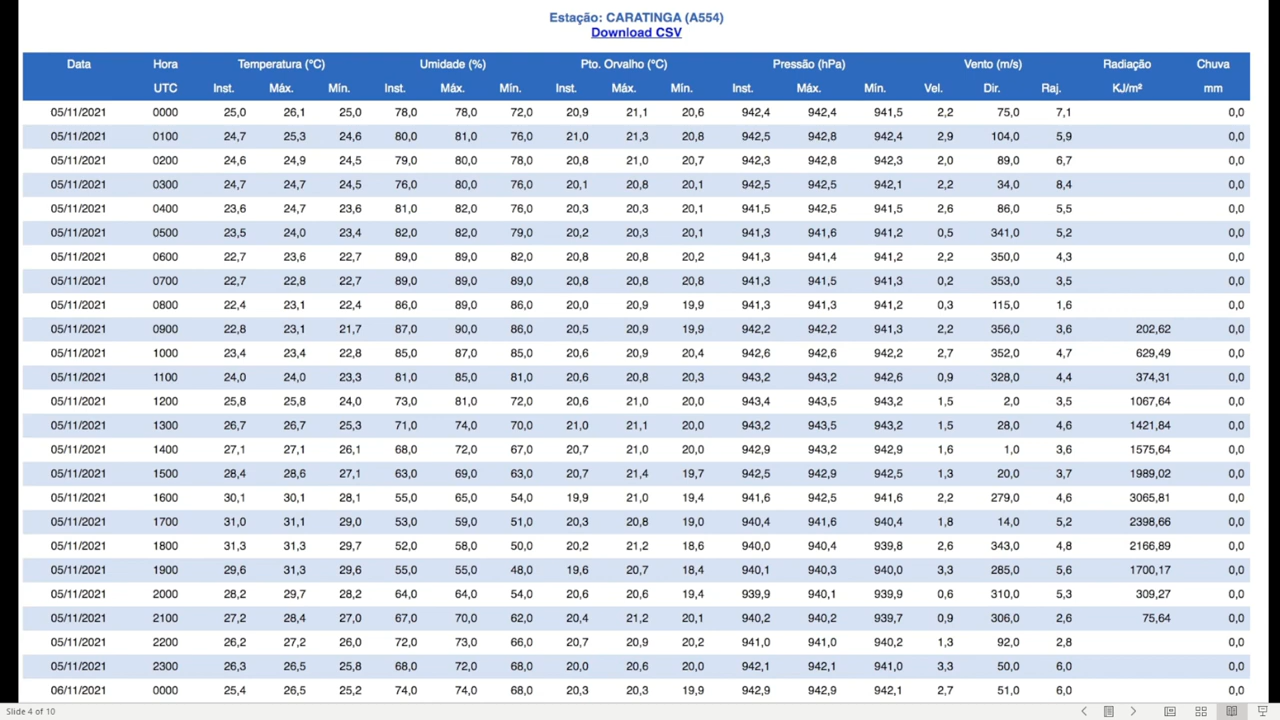 Estação: CARATINGA (A554)
Download CSV
Data Hora Temperatura (°C) Umidade (%) Pto. Orvalho (°C) Pressão (hPa) Vento (m/s) Radiação Chuva
UTC Inst. Máx. Mín. Inst. Máx. Mín. Inst. Máx. Mín. Inst. Máx. Mín. Vel. Dir. Raj. KJ/m² mm
05/11/2021 0000 25,0 26,1 25,0 78,0 78,0 72,0 20,9 21,1 20,6 942,4 942,4 941,5 2,2 75,0 7,1 0,0
05/11/2021 0100 24,7 25,3 24,6 80,0 81,0 76,0 21,0 21,3 20,8 942,5 942,8 942,4 2,9 104,0 5,9 0,0
05/11/2021 0200 24,6 24,9 24,5 79,0 80,0 78,0 20,8 21,0 20,7 942,3 942,8 942,3 2,0 89,0 6,7 0,0
05/11/2021 0300 24,7 24,7 24,5 76,0 80,0 76,0 20,1 20,8 20,1 942,5 942,5 942,1 2,2 34,0 8,4 0,0
05/11/2021 0400 23,6 24,7 23,6 81,0 82,0 76,0 20,3 20,3 20,1 941,5 942,5 941,5 2,6 86,0 5,5 0,0
05/11/2021 0500 23,5 24,0 23,4 82,0 82,0 79,0 20,2 20,3 20,1 941,3 941,6 941,2 0,5 341,0 5,2 0,0
05/11/2021 0600 22,7 23,6 22,7 89,0 89,0 82,0 20,8 20,8 20,2 941,3 941,4 941,2 2,2 350,0 4,3 0,0
05/11/2021 0700 22,7 22,8 22,7 89,0 89,0 89,0 20,8 20,8 20,8 941,3 941,5 941,3 0,2 353,0 3,5 0,0
05/11/2021 0800 22,4 23,1 22,4 86,0 89,0 86,0 20,0 20,9 19,9 941,3 941,3 941,2 0,3 115,0 1,6 0,0
05/11/2021 0900 22,8 23,1 21,7 87,0 90,0 86,0 20,5 20,9 19,9 942,2 942,2 941,3 2,2 356,0 3,6 202,62 0,0
05/11/2021 1000 23,4 23,4 22,8 85,0 87,0 85,0 20,6 20,9 20,4 942,6 942,6 942,2 2,7 352,0 4,7 629,49 0,0
05/11/2021 1100 24,0 24,0 23,3 81,0 85,0 81,0 20,6 20,8 20,3 943,2 943,2 942,6 0,9 328,0 4,4 374,31 0,0
05/11/2021 1200 25,8 25,8 24,0 73,0 81,0 72,0 20,6 21,0 20,0 943,4 943,5 943,2 1,5 2,0 3,5 1067,64 0,0
05/11/2021 1300 26,7 26,7 25,3 71,0 74,0 70,0 21,0 21,1 20,0 943,2 943,5 943,2 1,5 28,0 4,6 1421,84 0,0
05/11/2021 1400 27,1 27,1 26,1 68,0 72,0 67,0 20,7 21,0 20,0 942,9 943,2 942,9 1,6 1,0 3,6 1575,64 0,0
05/11/2021 1500 28,4 28,6 27,1 63,0 69,0 63,0 20,7 21,4 19,7 942,5 942,9 942,5 1,3 20,0 3,7 1989,02 0,0
05/11/2021 1600 30,1 30,1 28,1 55,0 65,0 54,0 19,9 21,0 19,4 941,6 942,5 941,6 2,2 279,0 4,6 3065,81 0,0
05/11/2021 1700 31,0 31,1 29,0 53,0 59,0 51,0 20,3 20,8 19,0 940,4 941,6 940,4 1,8 14,0 5,2 2398,66 0,0
05/11/2021 1800 31,3 31,3 29,7 52,0 58,0 50,0 20,2 21,2 18,6 940,0 940,4 939,8 2,6 343,0 4,8 2166,89 0,0
05/11/2021 1900 29,6 31,3 29,6 55,0 55,0 48,0 19,6 20,7 18,4 940,1 940,3 940,0 3,3 285,0 5,6 1700,17 0,0
05/11/2021 2000 28,2 29,7 28,2 64,0 64,0 54,0 20,6 20,6 19,4 939,9 940,1 939,9 0,6 310,0 5,3 309,27 0,0
05/11/2021 2100 27,2 28,4 27,0 67,0 70,0 62,0 20,4 21,2 20,1 940,2 940,2 939,7 0,9 306,0 2,6 75,64 0,0
05/11/2021 2200 26,2 27,2 26,0 72,0 73,0 66,0 20,7 20,9 20,2 941,0 941,0 940,2 1,3 92,0 2,8 0,0
05/11/2021 2300 26,3 26,5 25,8 68,0 72,0 68,0 20,0 20,6 20,0 942,1 942,1 941,0 3,3 50,0 6,0 0,0
06/11/2021 0000 25,4 26,5 25,2 74,0 74,0 68,0 20,3 20,3 19,9 942,9 942,9 942,1 2,7 51,0 6,0 0,0
Slide 4 of 10